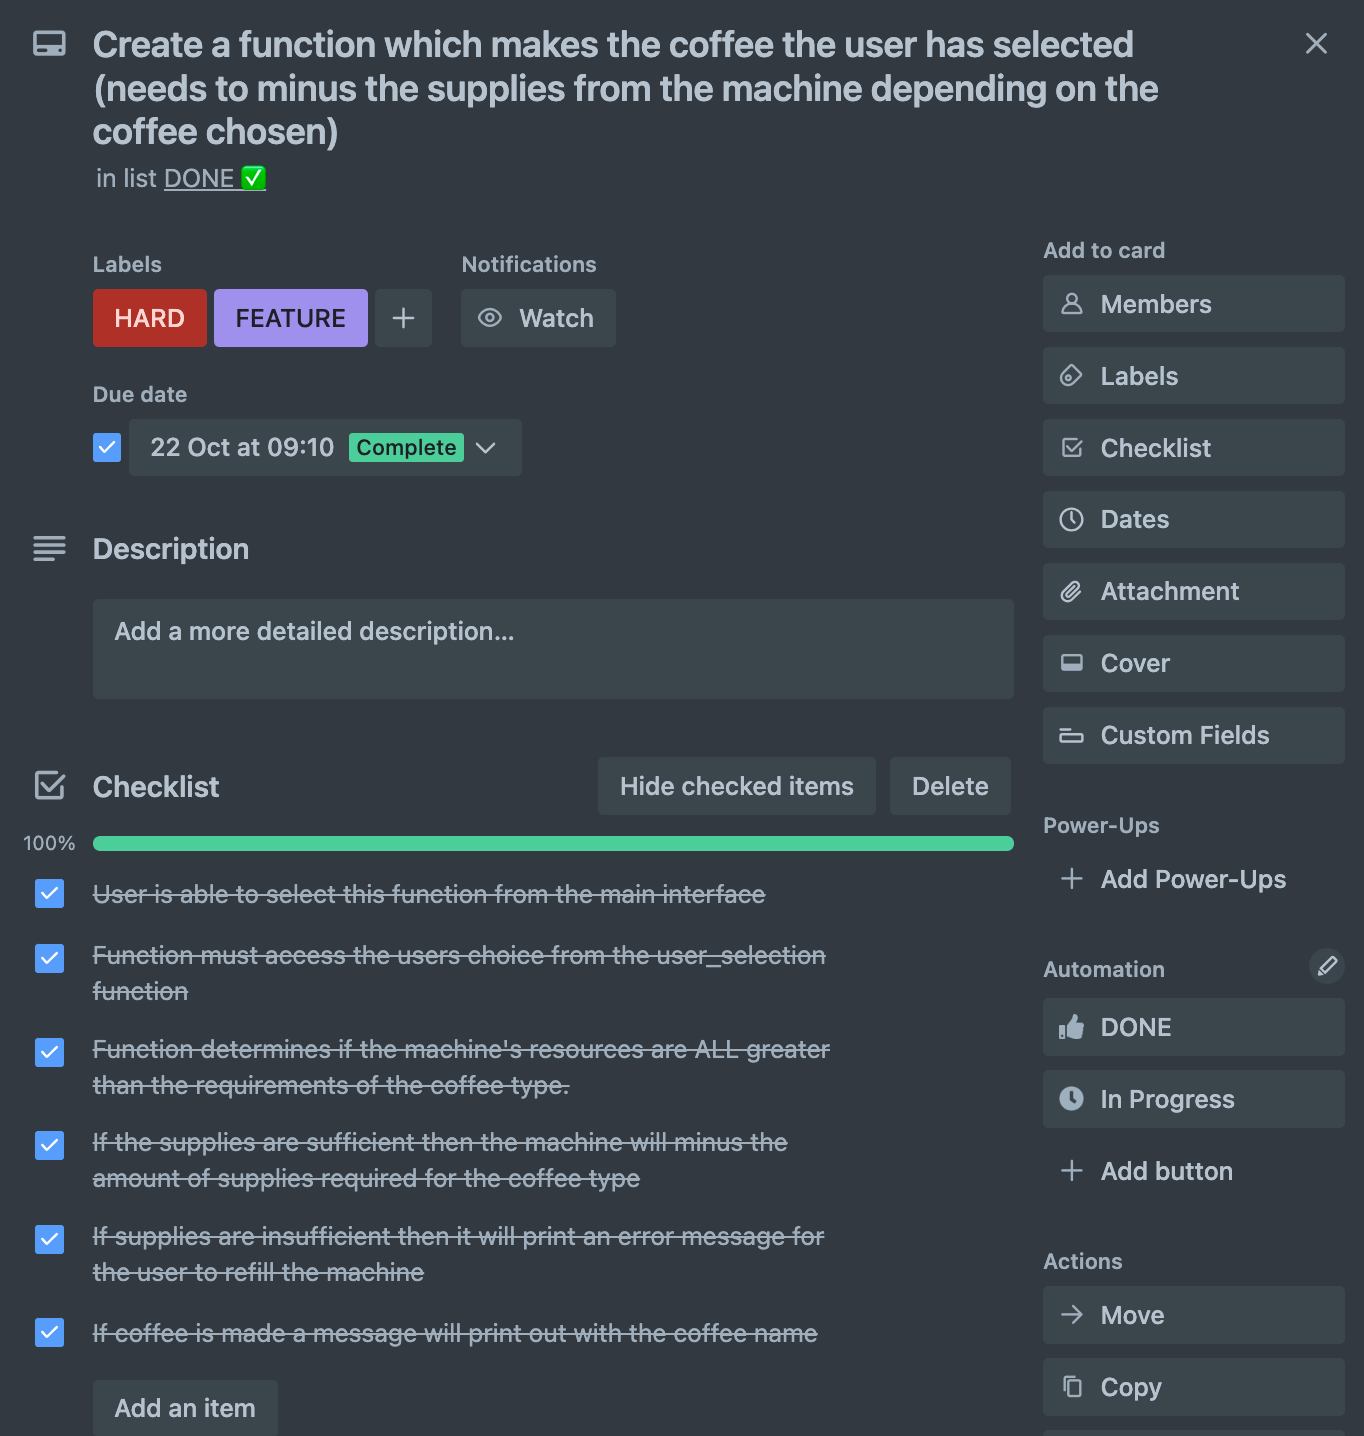 Create a function which makes the coffee the user has selected
(needs to minus the supplies from the machine depending on the
coffee chosen)
in list DONE ✅
Labels
HARD
FEATURE
Notifications
Watch
Due date
22 Oct at 09:10 Complete
Description
Add a more detailed description...
Checklist
Hide checked items
Delete
100%
User is able to select this function from the main interface
Function must access the users choice from the user_selection
function
Function determines if the machine's resources are ALL greater
than the requirements of the coffee type.
If the supplies are sufficient then the machine will minus the
amount of supplies required for the coffee type
If supplies are insufficient then it will print an error message for
the user to refill the machine
If coffee is made a message will print out with the coffee name
Add an item
Add to card
Members
Labels
Checklist
Dates
Attachment
Cover
Custom Fields
Power-Ups
Add Power-Ups
Automation
DONE
In Progress
Add button
Actions
Move
Copy